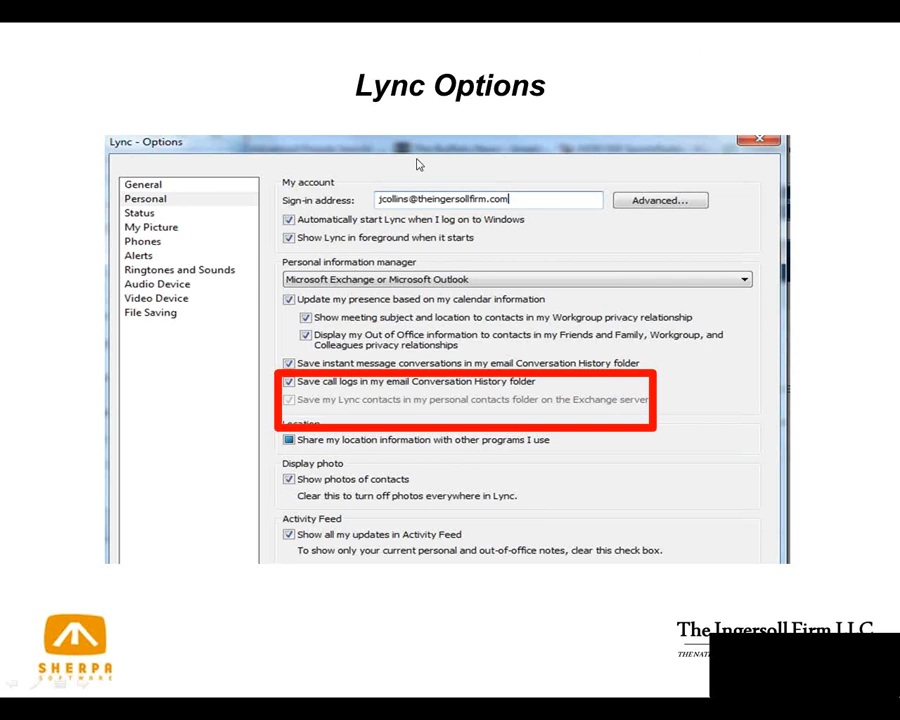 Lync Options
Lync - Options
General
Personal
Status
My Picture
Phones
Alerts
Ringtones and Sounds
Audio Device
Video Device
File Saving
My account
Sign-in address:
jcollins@theingersollfirm.com
Advanced...
Automatically start Lync when I log on to Windows
Show Lync in foreground when it starts
Personal information manager
Microsoft Exchange or Microsoft Outlook
Update my presence based on my calendar information
Show meeting subject and location to contacts in my Workgroup privacy relationship
Display my Out of Office information to contacts in my Friends and Family, Workgroup, and
Colleagues privacy relationships
Save instant message conversations in my email Conversation History folder
Save call logs in my email Conversation History folder
Save my Lync contacts in my personal contacts folder on the Exchange server
Location
Share my location information with other programs I use
Display photo
Show photos of contacts
Clear this to turn off photos everywhere in Lync.
Activity Feed
Show all my updates in Activity Feed
To show only your current personal and out-of-office notes, clear this check box.
SHERPA
SOFTWARE
The Ingersoll Firm LLC
THE